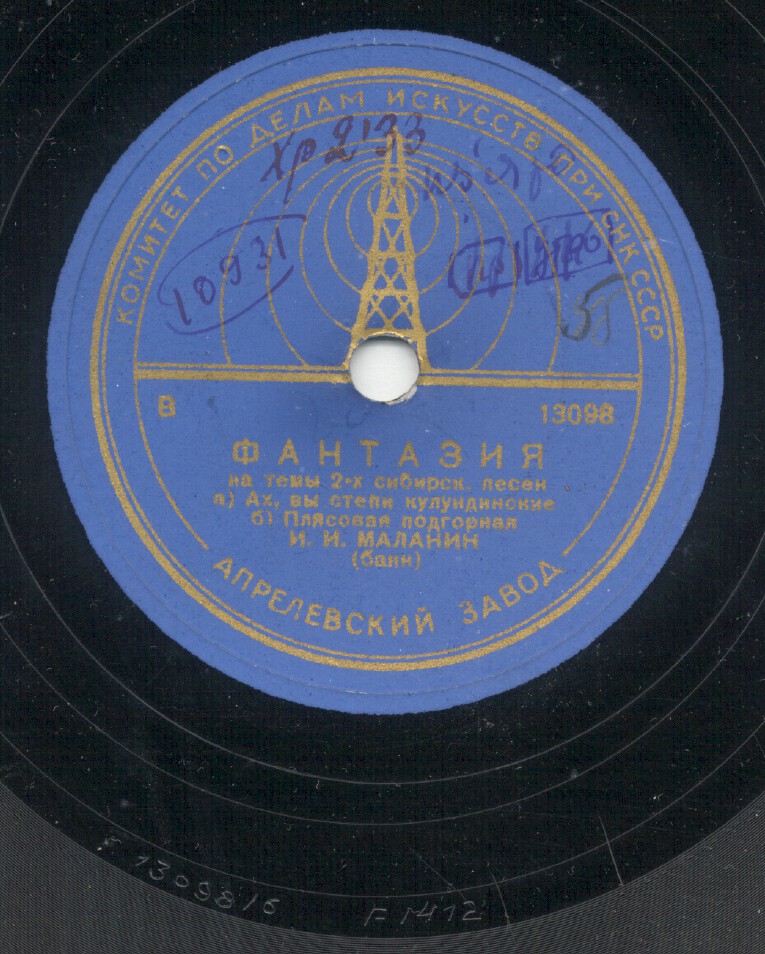 КОМИТЕТ ПО ДЕЛАМ ИСКУССТВ ПРИ СНК СССР
Хр 2133
10931
В 13098
ФАНТАЗИЯ
на темы 2-х сибирск. песен
а) Ах, вы степи кулундинские
б) Плясовая подгорная
И. И. МАЛАНИН
(баян)
АПРЕЛЕВСКИЙ ЗАВОД
13098/6 F 1412